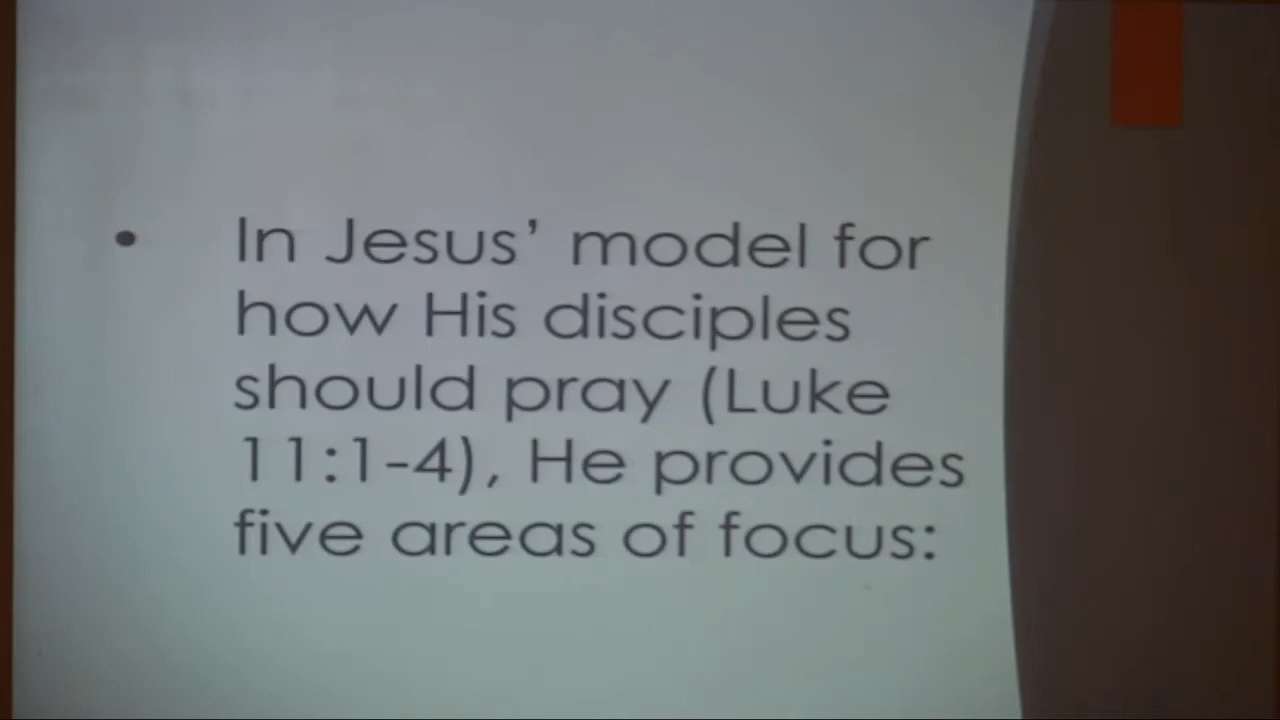 • In Jesus’ model for
how His disciples
should pray (Luke
11:1-4), He provides
five areas of focus: